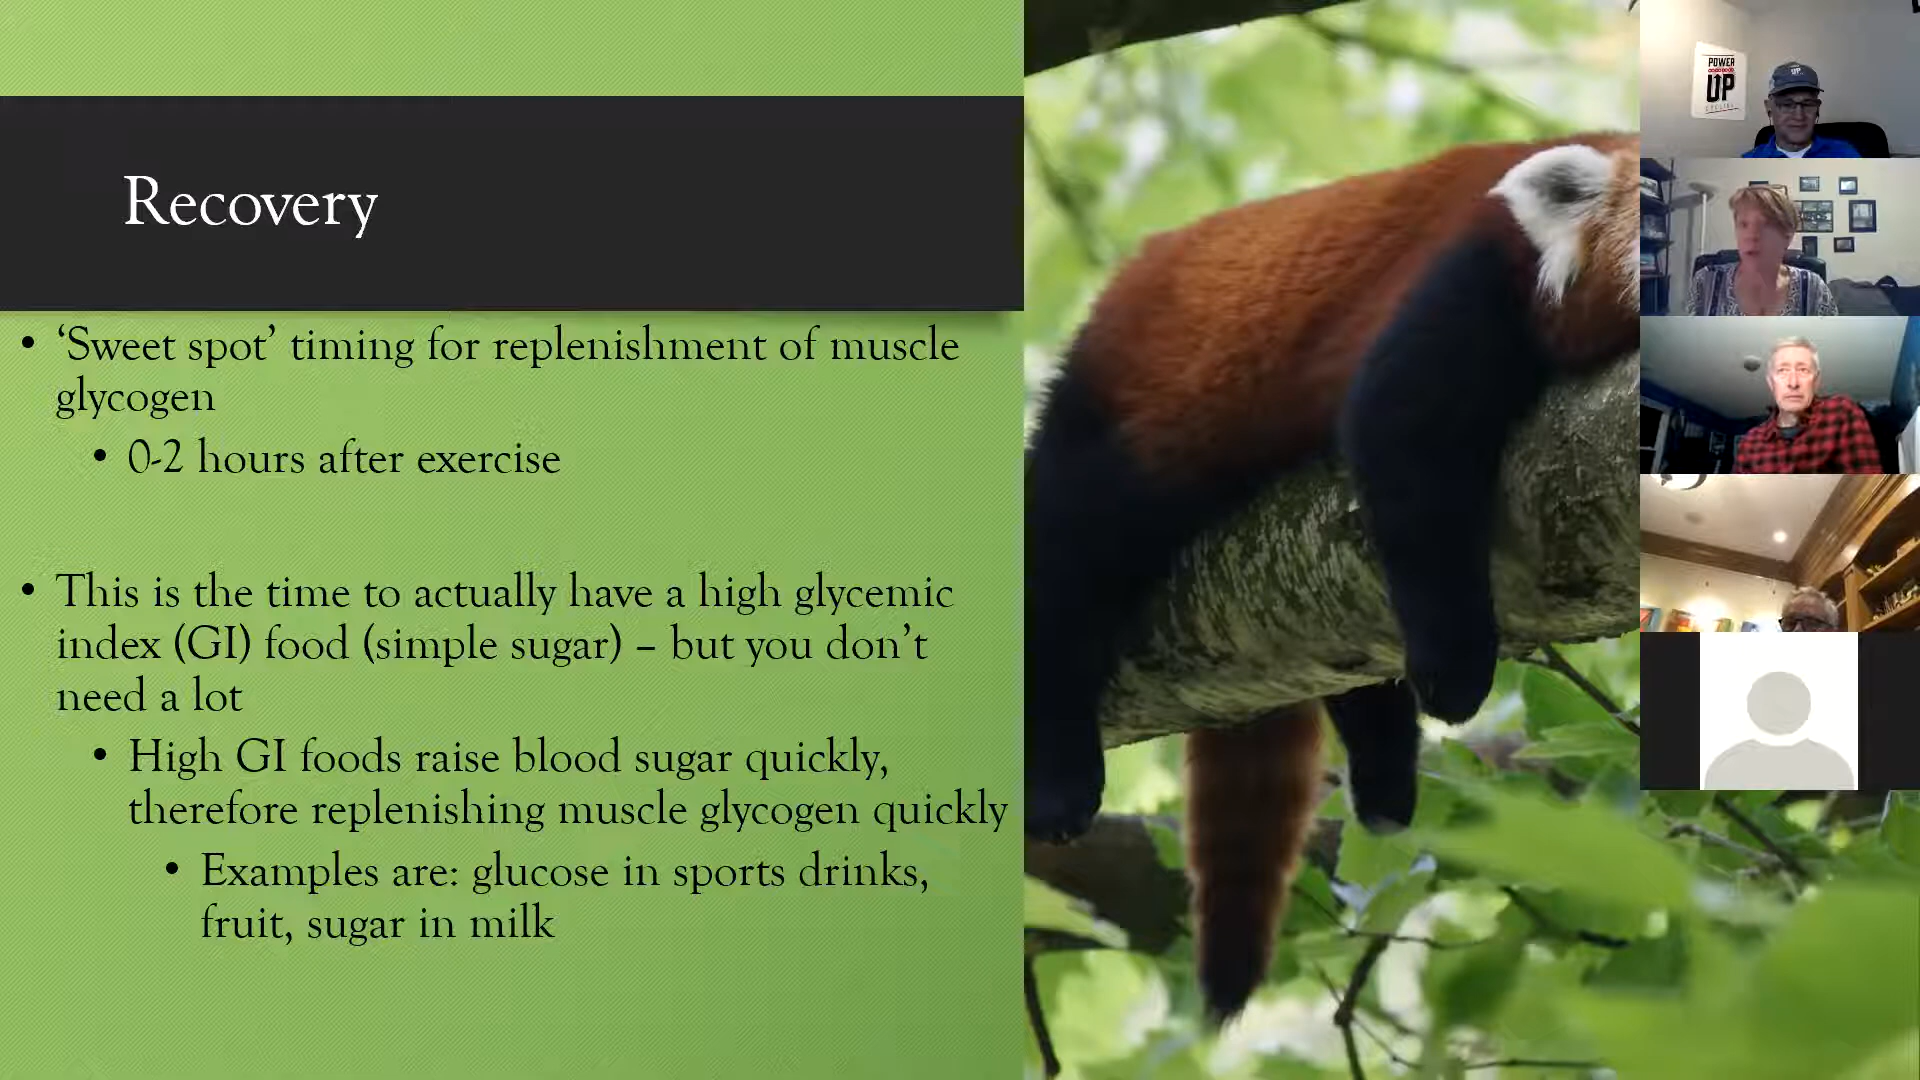 Recovery
• ‘Sweet spot’ timing for replenishment of muscle
glycogen
• 0-2 hours after exercise
• This is the time to actually have a high glycemic
index (GI) food (simple sugar) – but you don’t
need a lot
• High GI foods raise blood sugar quickly,
therefore replenishing muscle glycogen quickly
• Examples are: glucose in sports drinks,
fruit, sugar in milk
POWER
UP
UP